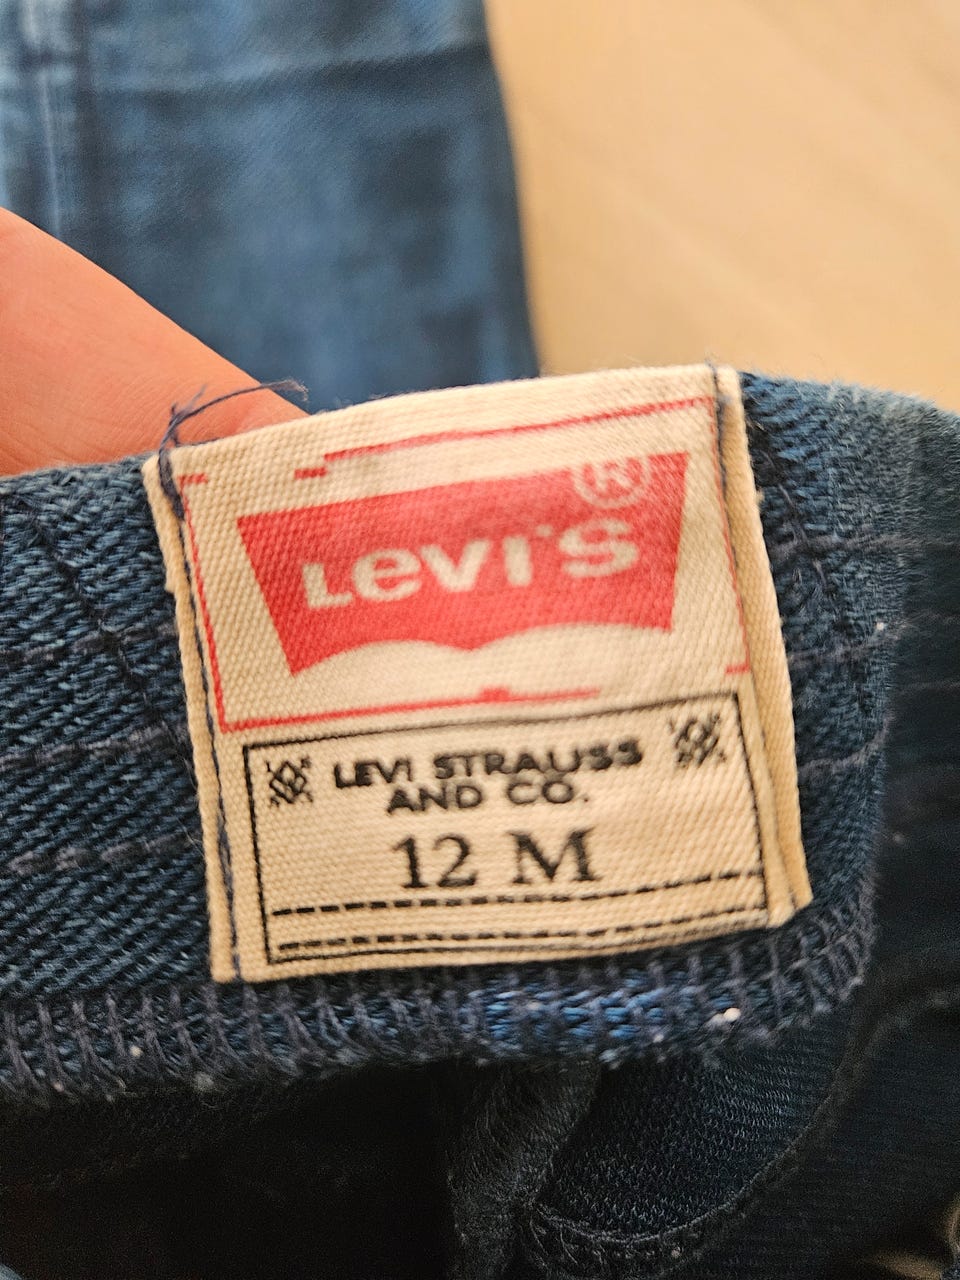 LEVI'S ®
LEVI STRAUSS
AND CO.
12 M